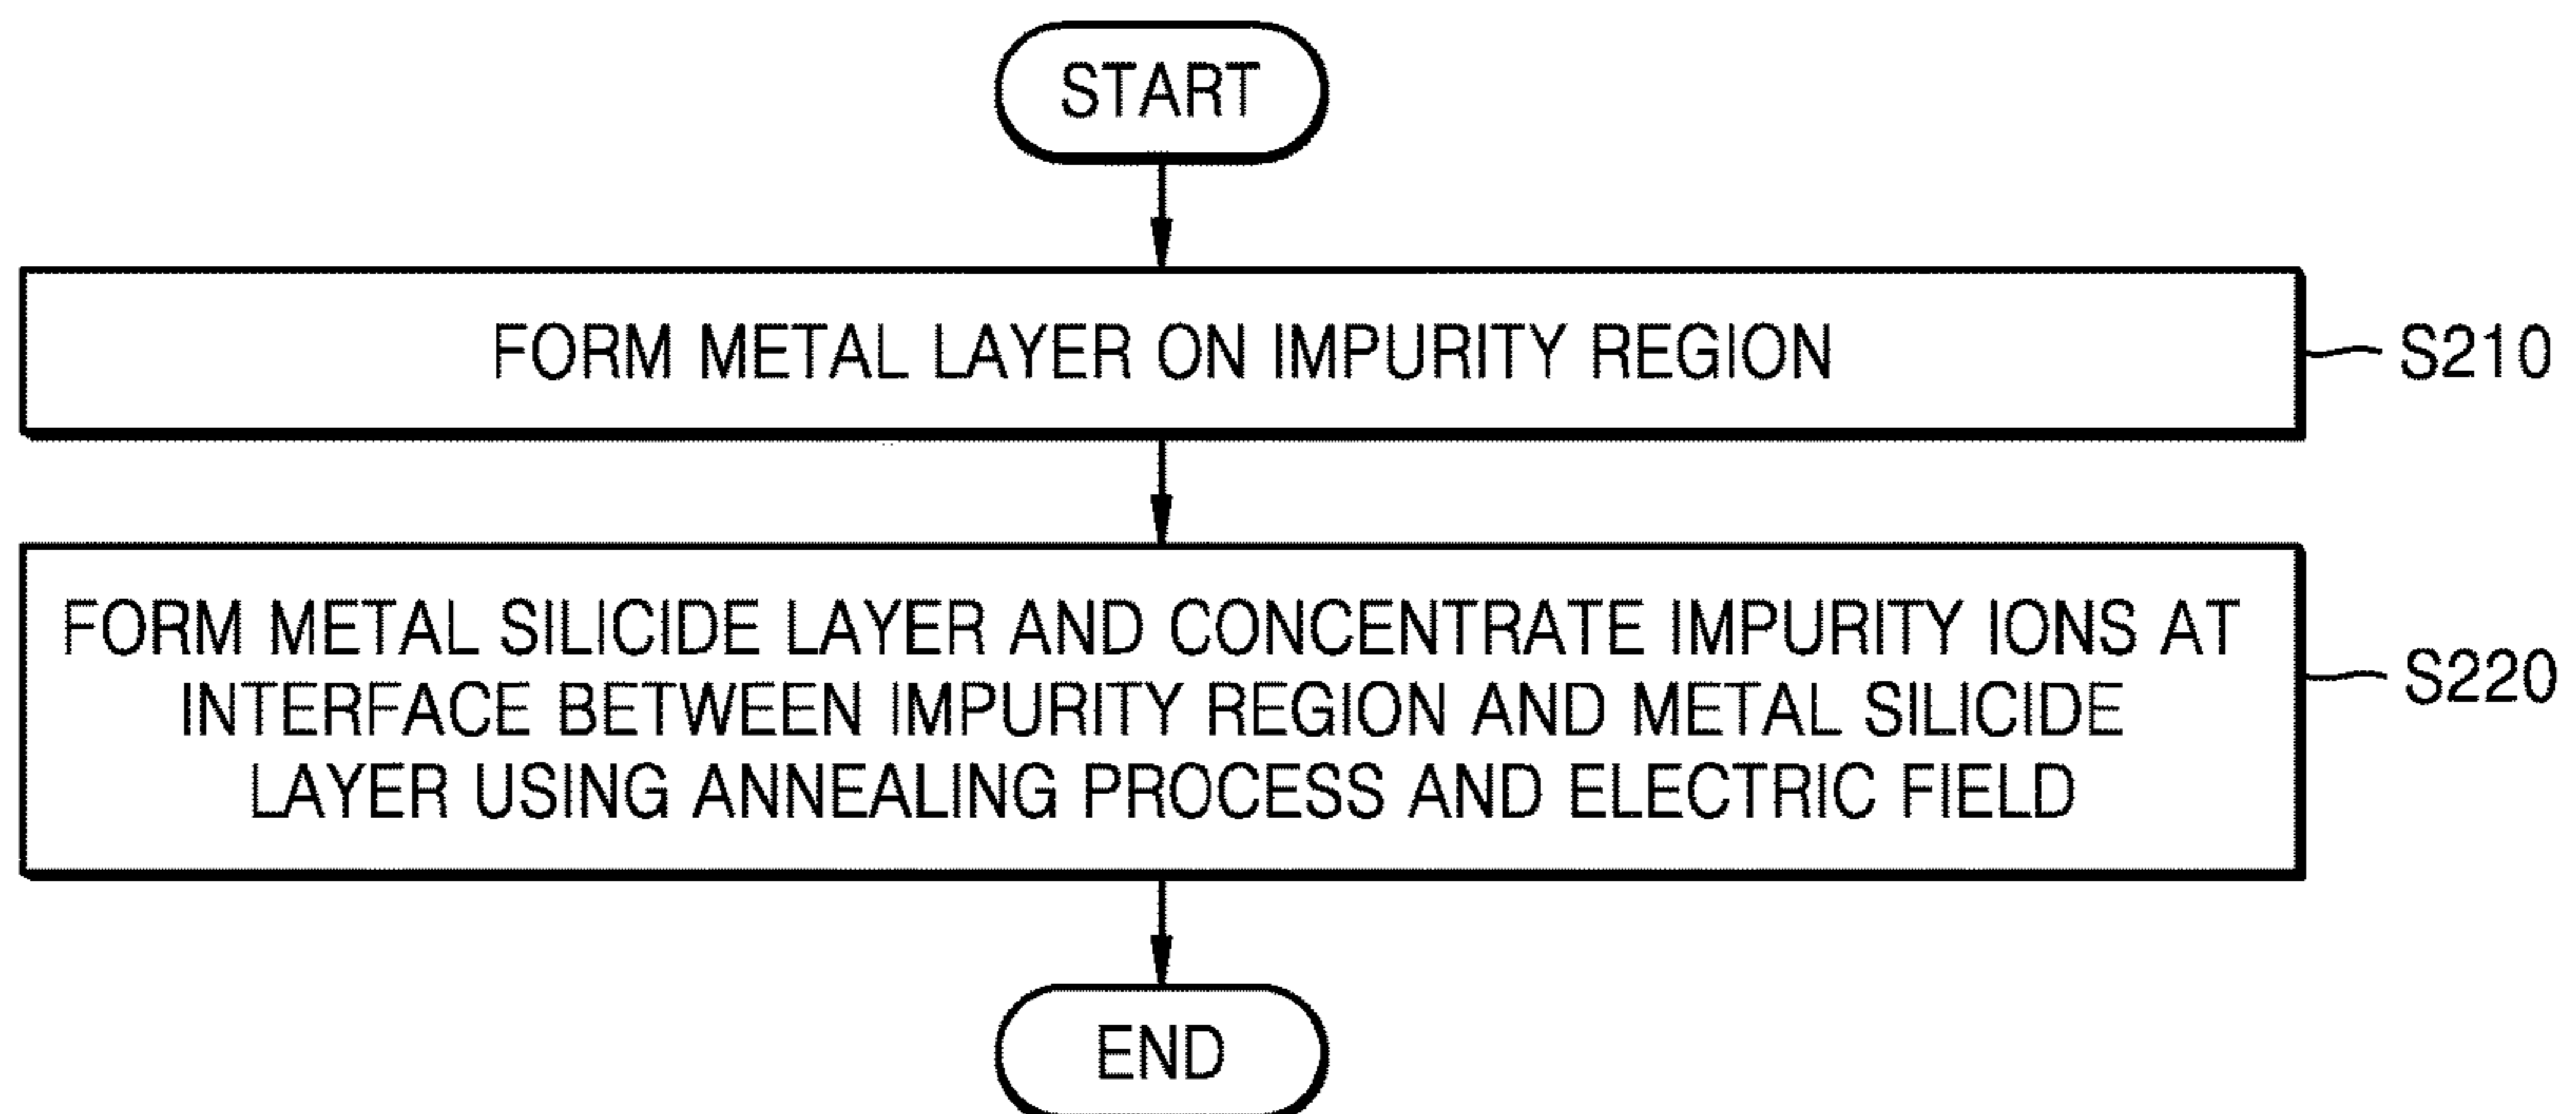 START
FORM METAL LAYER ON IMPURITY REGION
S210
FORM METAL SILICIDE LAYER AND CONCENTRATE IMPURITY IONS AT
INTERFACE BETWEEN IMPURITY REGION AND METAL SILICIDE
LAYER USING ANNEALING PROCESS AND ELECTRIC FIELD
S220
END